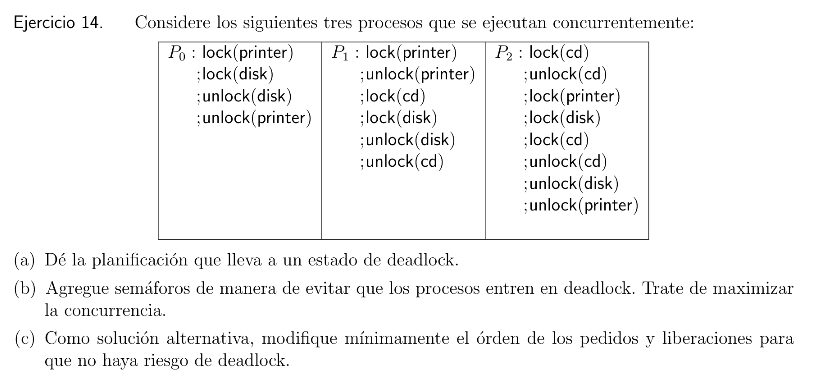 Ejercicio 14. Considere los siguientes tres procesos que se ejecutan concurrentemente:
P0 : lock(printer)
;lock(disk)
;unlock(disk)
;unlock(printer)
P1 : lock(printer)
;unlock(printer)
;lock(cd)
;lock(disk)
;unlock(disk)
;unlock(cd)
P2 : lock(cd)
;unlock(cd)
;lock(printer)
;lock(disk)
;lock(cd)
;unlock(cd)
;unlock(disk)
;unlock(printer)
(a) Dé la planificación que lleva a un estado de deadlock.
(b) Agregue semáforos de manera de evitar que los procesos entren en deadlock. Trate de maximizar
la concurrencia.
(c) Como solución alternativa, modifique mínimamente el órden de los pedidos y liberaciones para
que no haya riesgo de deadlock.